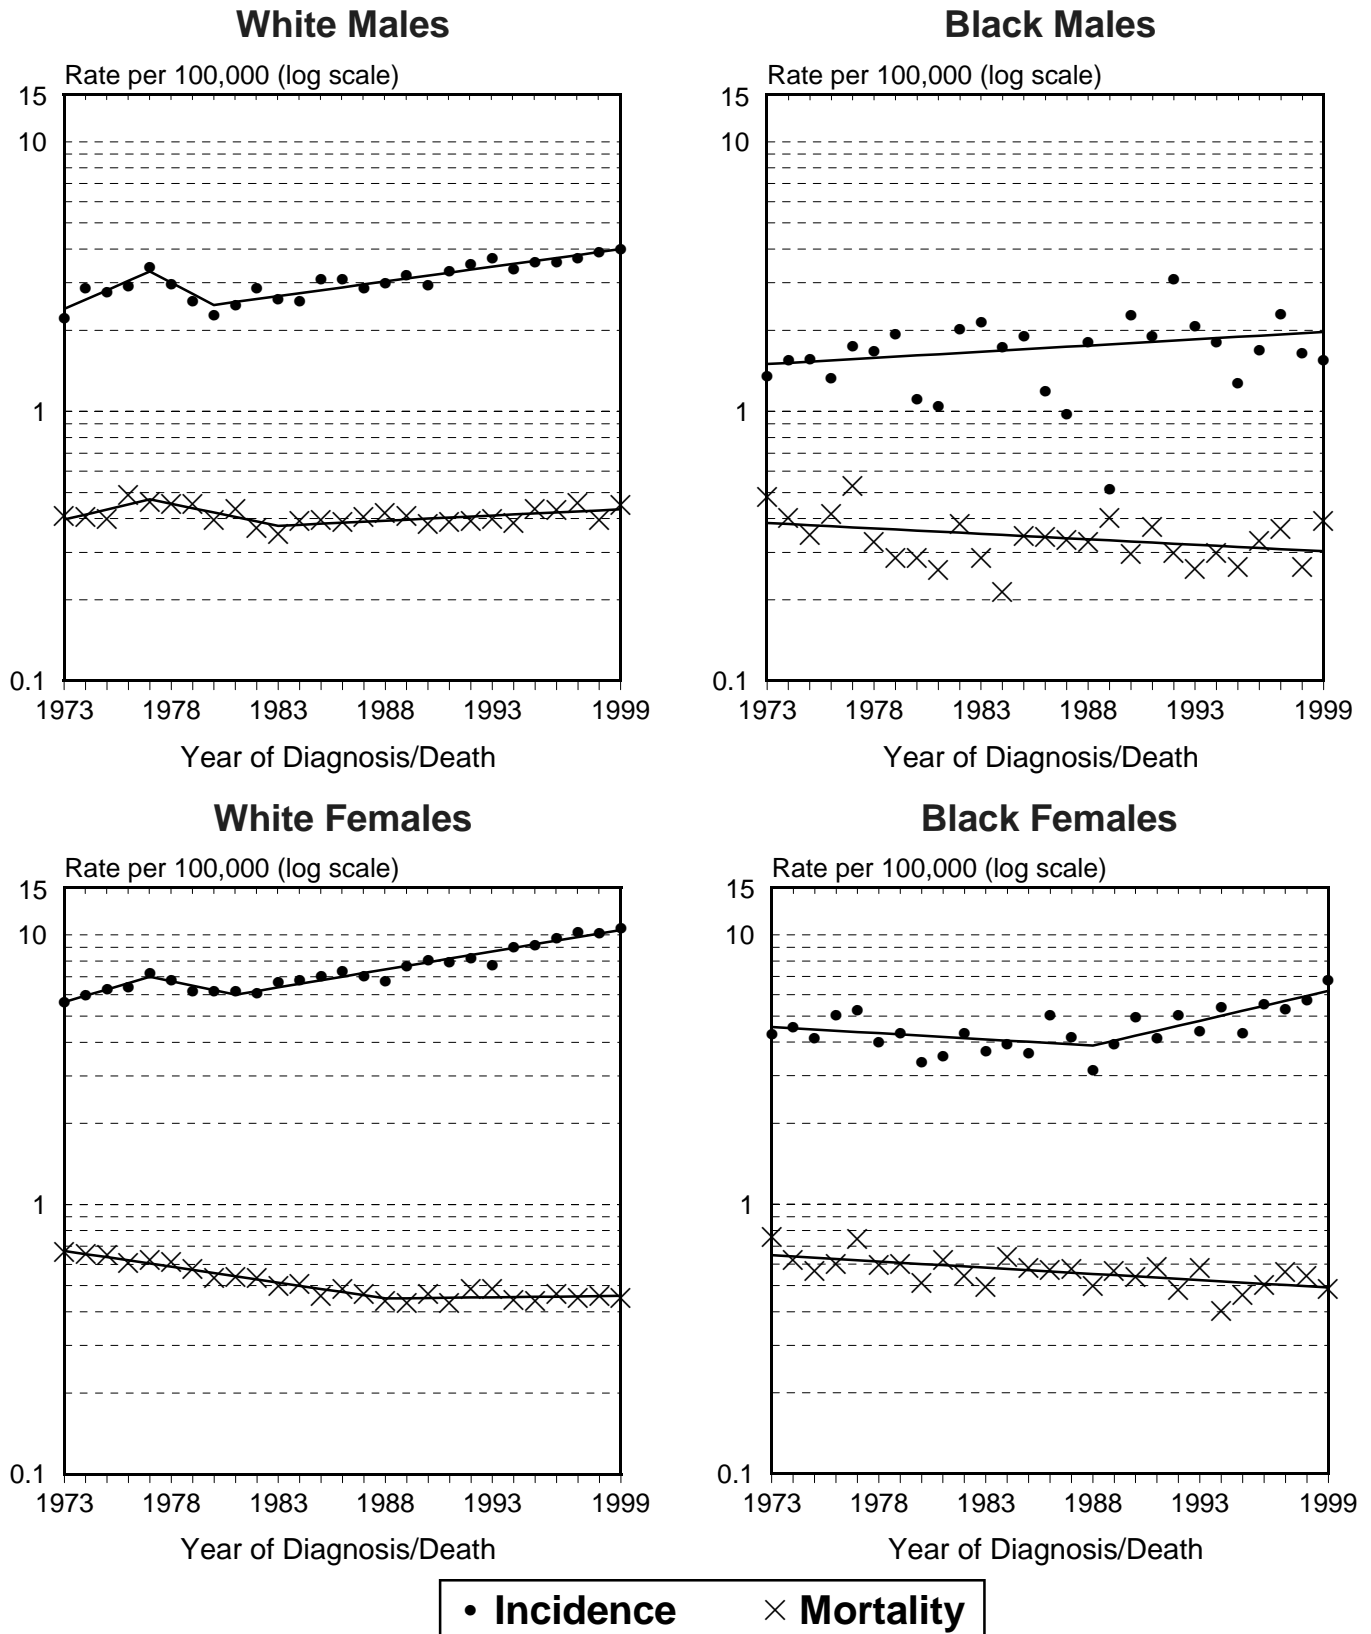 White Males
Rate per 100,000 (log scale)
15
10
1
0.1
1973 1978 1983 1988 1993 1999
Year of Diagnosis/Death
Black Males
Rate per 100,000 (log scale)
15
10
1
0.1
1973 1978 1983 1988 1993 1999
Year of Diagnosis/Death
White Females
Rate per 100,000 (log scale)
15
10
1
0.1
1973 1978 1983 1988 1993 1999
Year of Diagnosis/Death
Black Females
Rate per 100,000 (log scale)
15
10
1
0.1
1973 1978 1983 1988 1993 1999
Year of Diagnosis/Death
Incidence Mortality